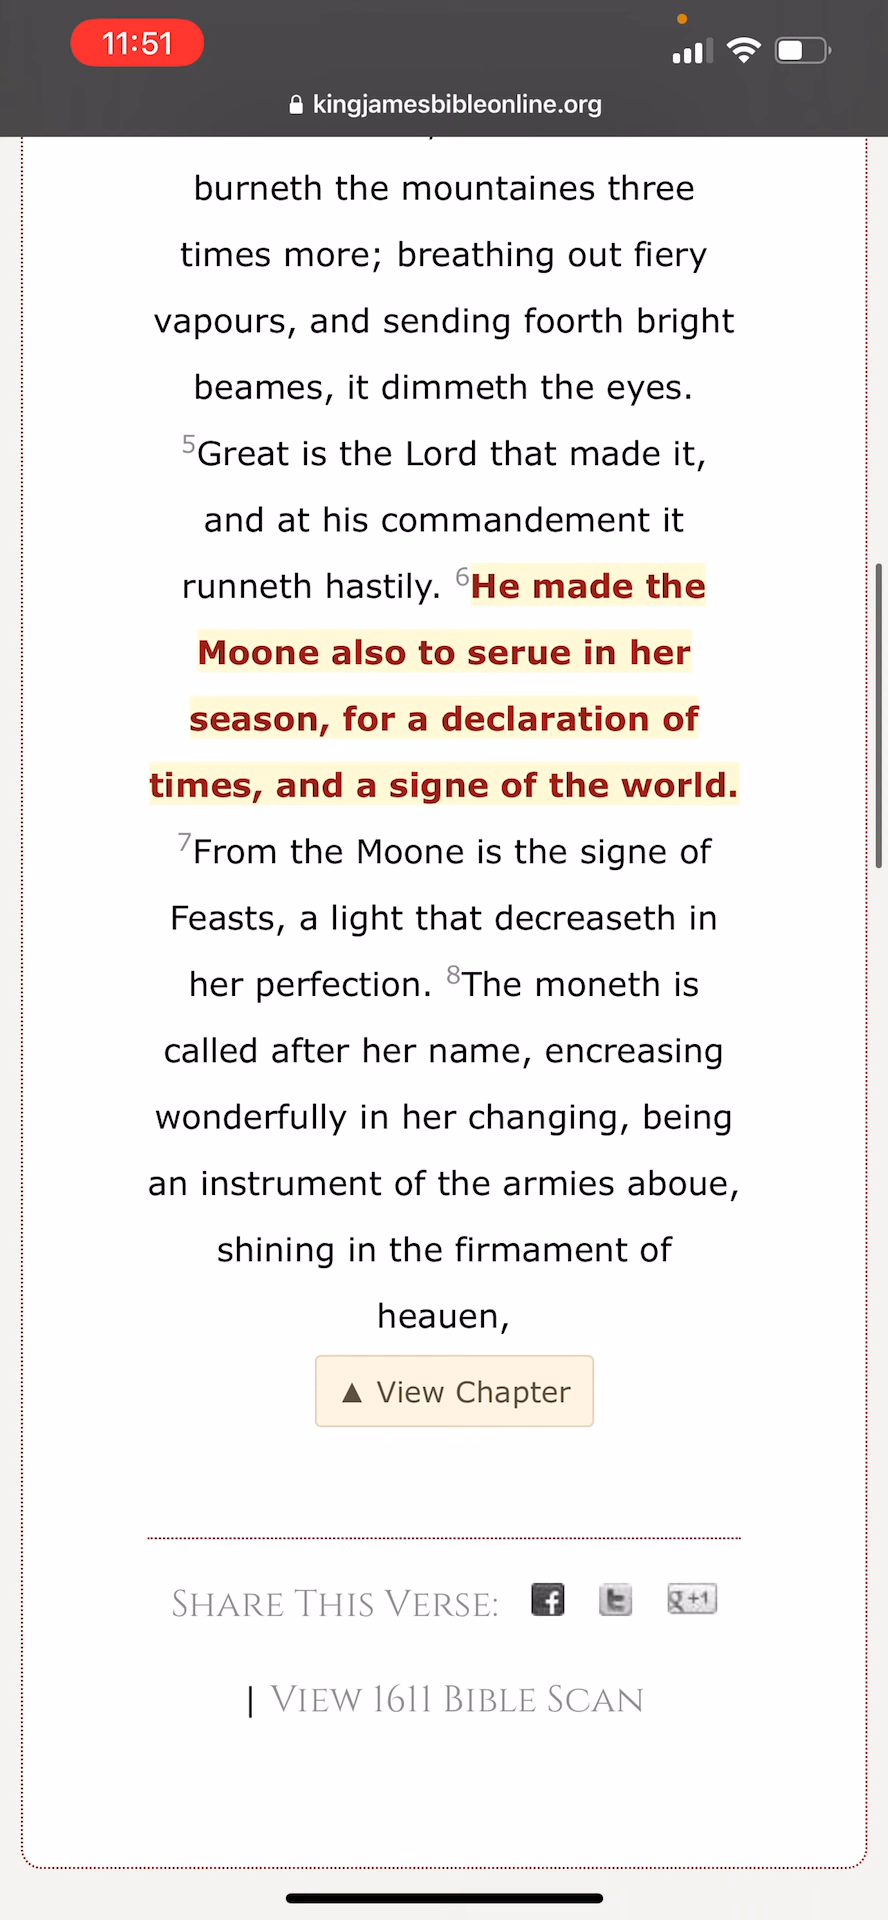 11:51
kingjamesbibleonline.org
burneth the mountaines three
times more; breathing out fiery
vapours, and sending foorth bright
beames, it dimmeth the eyes.
5Great is the Lord that made it,
and at his commandement it
runneth hastily. 6He made the
Moone also to serue in her
season, for a declaration of
times, and a signe of the world.
7From the Moone is the signe of
Feasts, a light that decreaseth in
her perfection. 8The moneth is
called after her name, encreasing
wonderfully in her changing, being
an instrument of the armies aboue,
shining in the firmament of
heauen,
▲ View Chapter
Share This Verse: f t g+1
| View 1611 Bible Scan